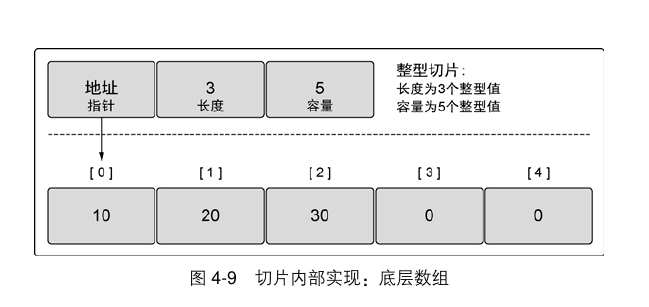 地址 3 5
指针 长度 容量
整型切片：
长度为3个整型值
容量为5个整型值
[0] [1] [2] [3] [4]
10 20 30 0 0
图 4-9 切片内部实现：底层数组